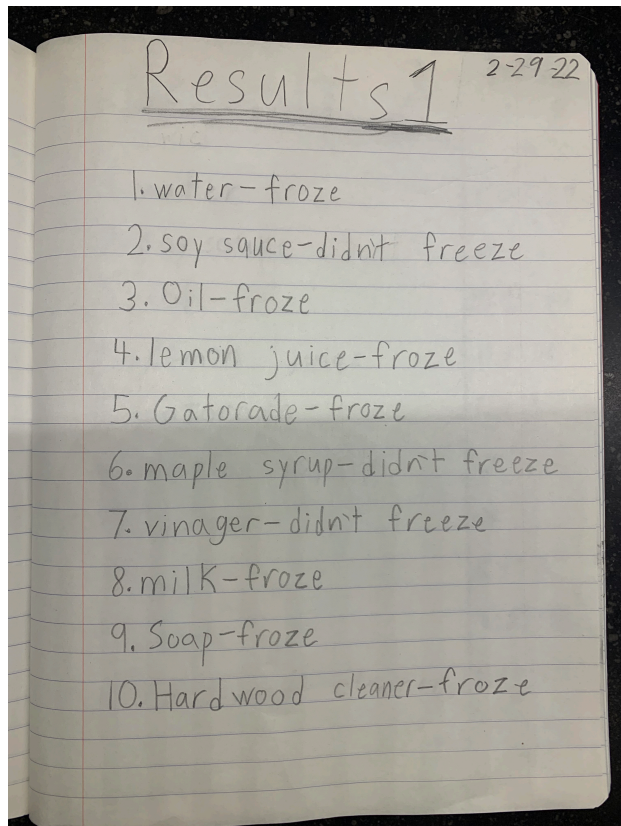 Results 1
2-29-22
1. water-froze
2. soy sauce-didn't freeze
3. Oil-froze
4. lemon juice-froze
5. Gatorade-froze
6. maple syrup-didn't freeze
7. vinager-didn't freeze
8. milk-froze
9. Soap-froze
10. Hardwood cleaner-froze